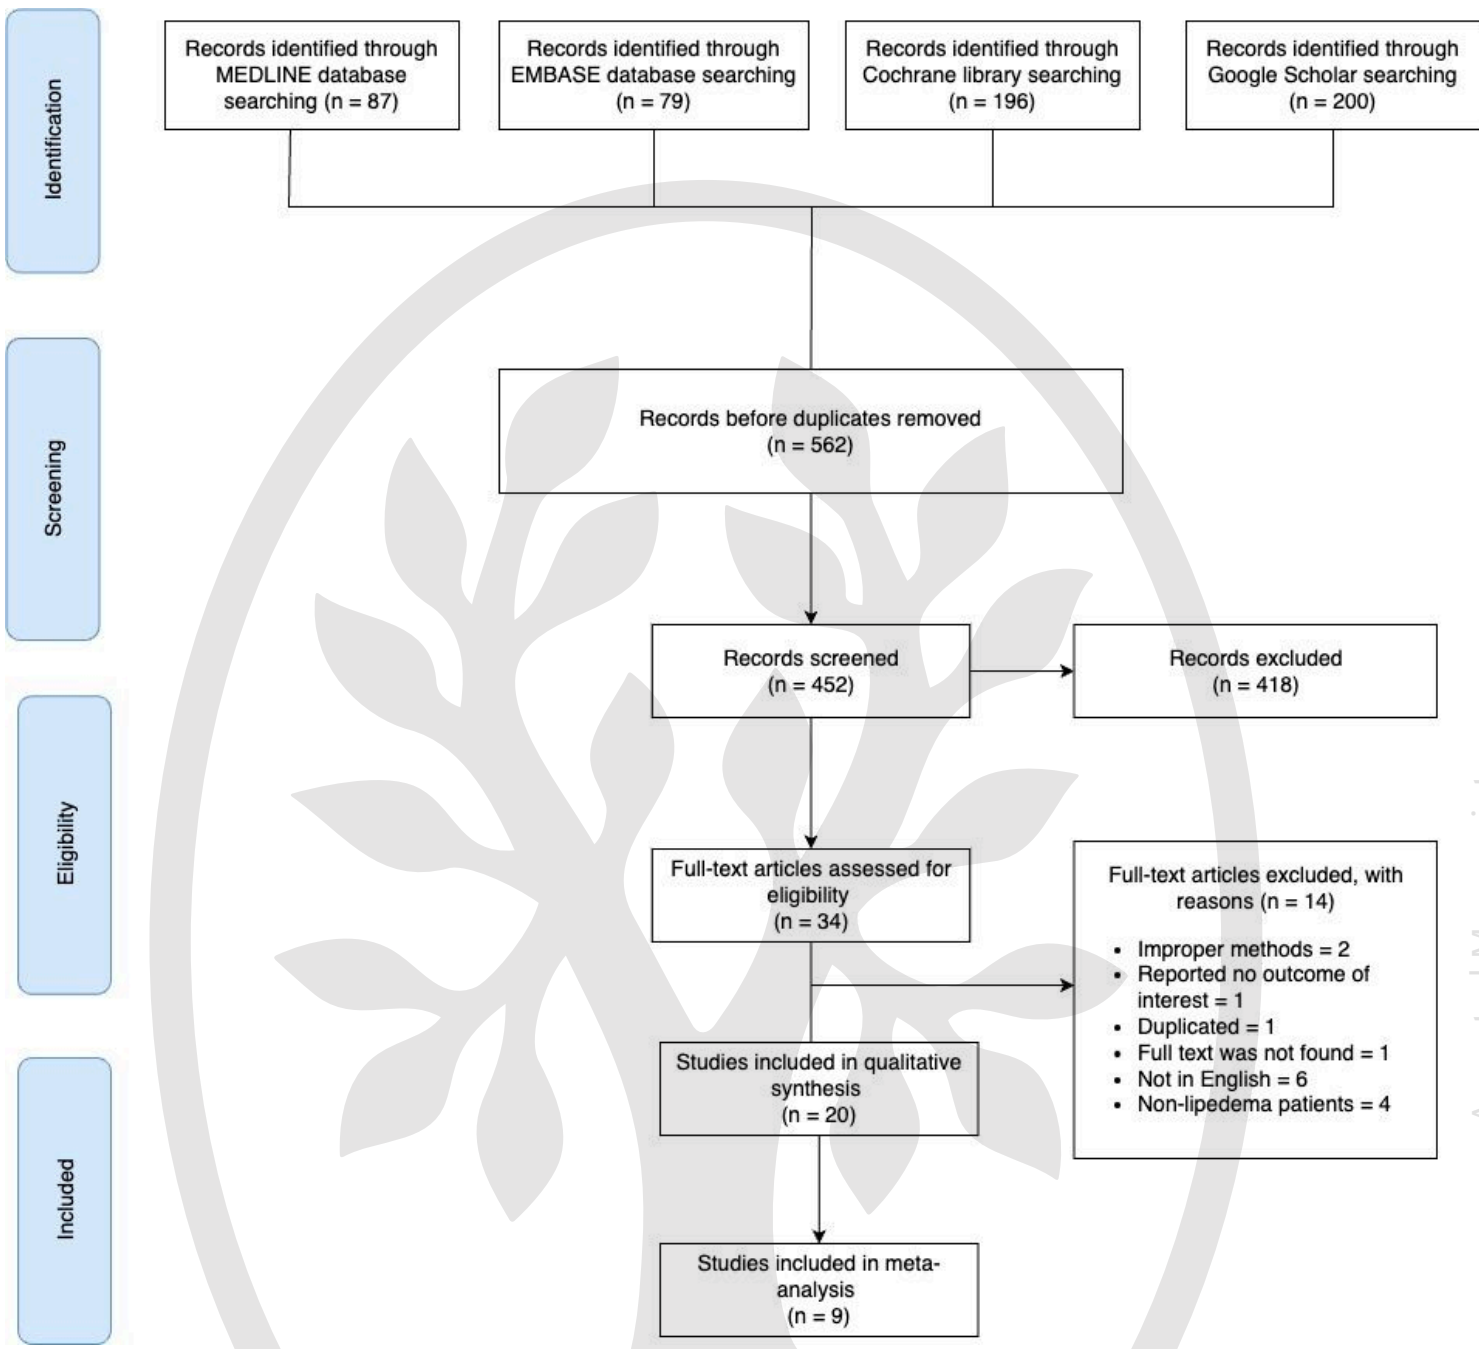 Identification
Records identified through
MEDLINE database
searching (n = 87)
Records identified through
EMBASE database searching
(n = 79)
Records identified through
Cochrane library searching
(n = 196)
Records identified through
Google Scholar searching
(n = 200)
Screening
Records before duplicates removed
(n = 562)
Records screened
(n = 452)
Records excluded
(n = 418)
Eligibility
Full-text articles assessed for
eligibility
(n = 34)
Full-text articles excluded, with
reasons (n = 14)
• Improper methods = 2
• Reported no outcome of
interest = 1
• Duplicated = 1
• Full text was not found = 1
• Not in English = 6
• Non-lipedema patients = 4
Included
Studies included in qualitative
synthesis
(n = 20)
Studies included in meta-
analysis
(n = 9)